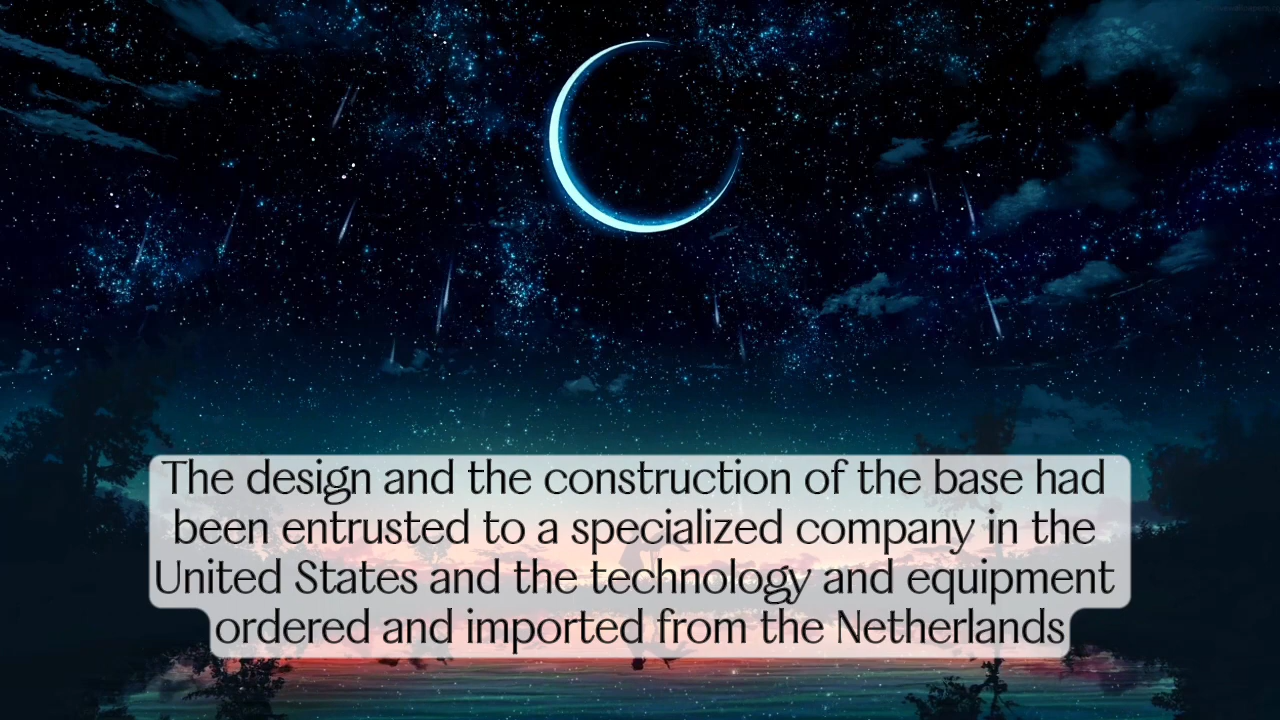 The design and the construction of the base had
been entrusted to a specialized company in the
United States and the technology and equipment
ordered and imported from the Netherlands